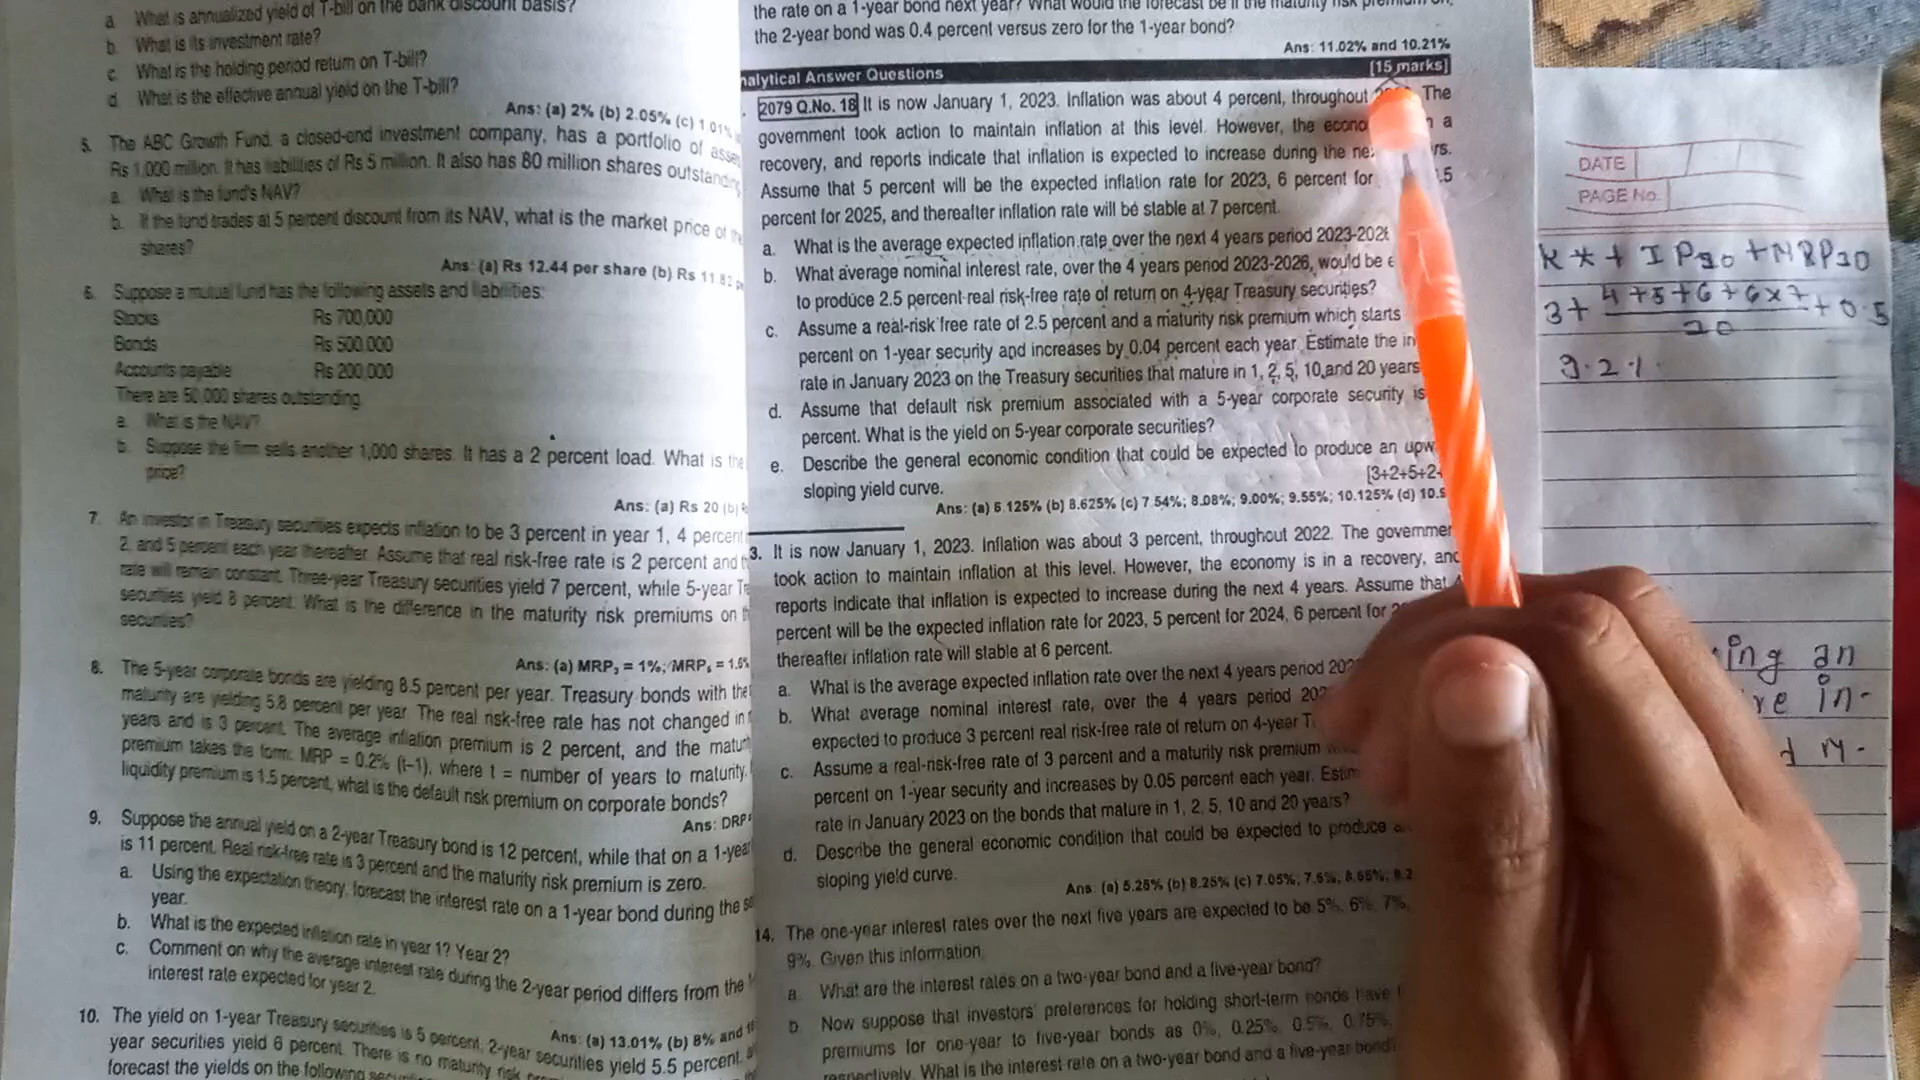 a. What is annualized yield of T-bill on the bank discount basis?
b. What is its investment rate?
c. What is the holding period return on T-bill?
d. What is the effective annual yield on the T-bill?
Ans: (a) 2% (b) 2.05% (c) 1.01%
5. The ABC Growth Fund, a closed-end investment company, has a portfolio of
Rs 1,000 million. It has liabilities of Rs 5 million. It also has 80 million shares
a. What is the fund's NAV?
b. If the fund trades at 5 percent discount from its NAV, what is the market price of
shares?
Ans: (a) Rs 12.44 per share (b) Rs
6. Suppose a mutual fund has the following assets and liabilities:
Stocks Rs 700,000
Bonds Rs 500,000
Accounts payable Rs 200,000
There are 50,000 shares outstanding
a. What is the NAV?
b. Suppose the firm sells another 1,000 shares. It has a 2 percent load. What is the
price?
Ans: (a) Rs 20 (b)
7. An investor in Treasury securities expects inflation to be 3 percent in year 1, 4 percent
2, and 5 percent each year thereafter. Assume that real risk-free rate is 2 percent and
rate will remain constant. Three-year Treasury securities yield 7 percent, while 5-year
securities yield 8 percent. What is the difference in the maturity risk premiums on
securities?
Ans: (a) MRP₃ = 1%; MRP₅ =
8. The 5-year corporate bonds are yielding 8.5 percent per year. Treasury bonds with the
maturity are yielding 5.8 percent per year. The real risk-free rate has not changed in
years and is 3 percent. The average inflation premium is 2 percent, and the
premium takes the form: MRP = 0.2% (t–1), where t = number of years to maturity.
liquidity premium is 1.5 percent, what is the default risk premium on corporate bonds?
Ans: DRP
9. Suppose the annual yield on a 2-year Treasury bond is 12 percent, while that on a 1-year
is 11 percent. Real risk-free rate is 3 percent and the maturity risk premium is zero.
a. Using the expectation theory, forecast the interest rate on a 1-year bond during the
year.
b. What is the expected inflation rate in year 1? Year 2?
c. Comment on why the average interest rate during the 2-year period differs from the
interest rate expected for year 2.
Ans: (a) 13.01% (b) 8% and
10. The yield on 1-year Treasury securities is 5 percent, 2-year securities yield 5.5 percent,
year securities yield 6 percent. There is no maturity risk
forecast the yields on the following
the rate on a 1-year bond next year? What would the forecast be if the maturity risk premium on
the 2-year bond was 0.4 percent versus zero for the 1-year bond?
Ans: 11.02% and 10.21%
nalytical Answer Questions [15 marks]
2079 Q.No. 18 It is now January 1, 2023. Inflation was about 4 percent, throughout The
government took action to maintain inflation at this level. However, the a
recovery, and reports indicate that inflation is expected to increase during the
Assume that 5 percent will be the expected inflation rate for 2023, 6 percent for .5
percent for 2025, and thereafter inflation rate will be stable at 7 percent.
a. What is the average expected inflation rate over the next 4 years period
b. What average nominal interest rate, over the 4 years period 2023-2026, would be
to produce 2.5 percent real risk-free rate of return on 4-year Treasury securities?
c. Assume a real-risk free rate of 2.5 percent and a maturity risk premium which starts
percent on 1-year security and increases by 0.04 percent each year. Estimate the
rate in January 2023 on the Treasury securities that mature in 1, 2, 5, 10 and 20 years
d. Assume that default risk premium associated with a 5-year corporate security is
percent. What is the yield on 5-year corporate securities?
e. Describe the general economic condition that could be expected to produce an
sloping yield curve. [3+2+5+2
Ans: (a) 6.125% (b) 8.625% (c) 7.54%; 8.08%; 9.00%; 9.55%; 10.125% (d) 10.5
3. It is now January 1, 2023. Inflation was about 3 percent, throughout 2022. The
took action to maintain inflation at this level. However, the economy is in a recovery, and
reports indicate that inflation is expected to increase during the next 4 years. Assume that
percent will be the expected inflation rate for 2023, 5 percent for 2024, 6 percent for
thereafter inflation rate will stable at 6 percent.
a. What is the average expected inflation rate over the next 4 years period
b. What average nominal interest rate, over the 4 years period
expected to produce 3 percent real risk-free rate of return on 4-year
c. Assume a real-risk-free rate of 3 percent and a maturity risk premium
percent on 1-year security and increases by 0.05 percent each year.
rate in January 2023 on the bonds that mature in 1, 2, 5, 10 and 20 years?
d. Describe the general economic condition that could be expected to produce
sloping yield curve.
Ans: (a) 5.25% (b) 8.25% (c) 7.05%;
14. The one-year interest rates over the next five years are expected to be 5%, 6%, 7%,
9%. Given this information,
a. What are the interest rates on a two-year bond and a five-year bond?
b. Now suppose that investors' preferences for holding short-term bonds have
premiums for one-year to five-year bonds as 0%, 0.25%, 0.5%, 0.75%,
respectively. What is the interest rate on a two-year bond and a five-year bond?
DATE
PAGE No.
3 + 4+5+6+6x7 + 0.5
20
9.2%
an
in-